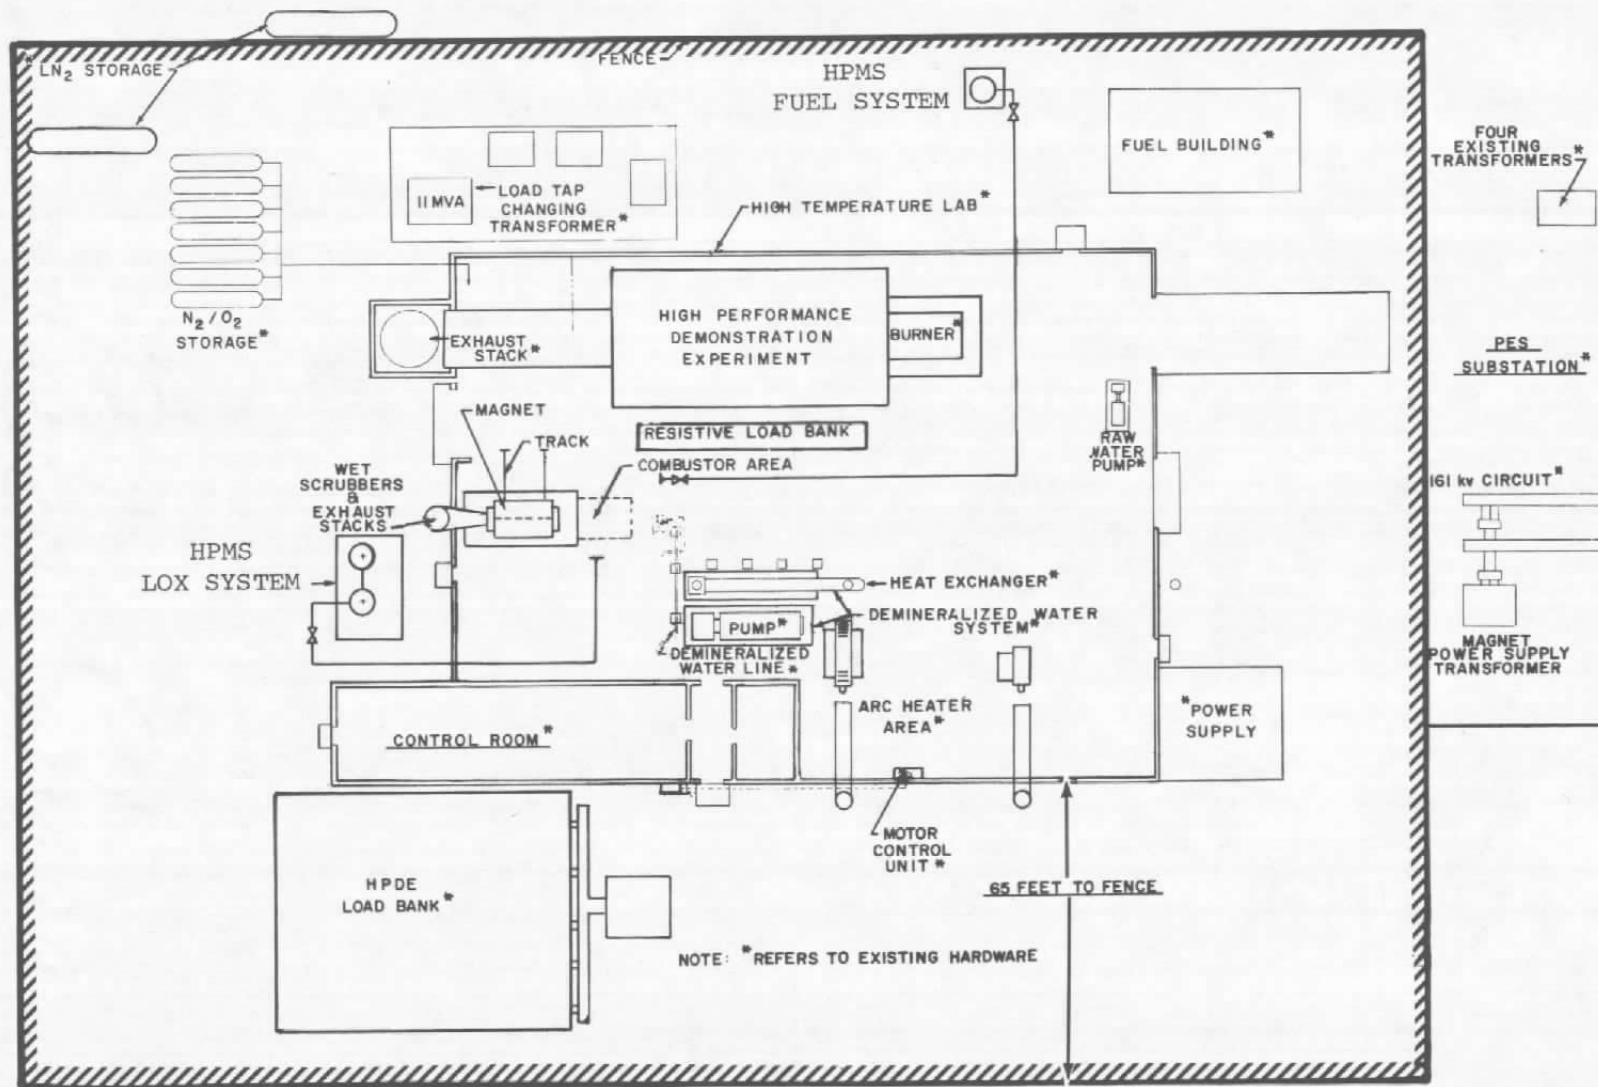 * LN₂ STORAGE
FENCE
HPMS
FUEL SYSTEM
FUEL BUILDING*
FOUR
EXISTING
TRANSFORMERS*
11 MVA
LOAD TAP
CHANGING
TRANSFORMER*
HIGH TEMPERATURE LAB*
N₂/O₂
STORAGE*
EXHAUST
STACK*
HIGH PERFORMANCE
DEMONSTRATION
EXPERIMENT
BURNER*
PES
SUBSTATION*
MAGNET
TRACK
RESISTIVE LOAD BANK
COMBUSTOR AREA
RAW
WATER
PUMP*
WET
SCRUBBERS
&
EXHAUST
STACKS
161 kv CIRCUIT*
HPMS
LOX SYSTEM
HEAT EXCHANGER*
PUMP*
DEMINERALIZED WATER
SYSTEM*
DEMINERALIZED
WATER LINE*
MAGNET
POWER SUPPLY
TRANSFORMER
ARC HEATER
AREA*
*POWER
SUPPLY
CONTROL ROOM*
MOTOR
CONTROL
UNIT*
HPDE
LOAD BANK*
65 FEET TO FENCE
NOTE: *REFERS TO EXISTING HARDWARE